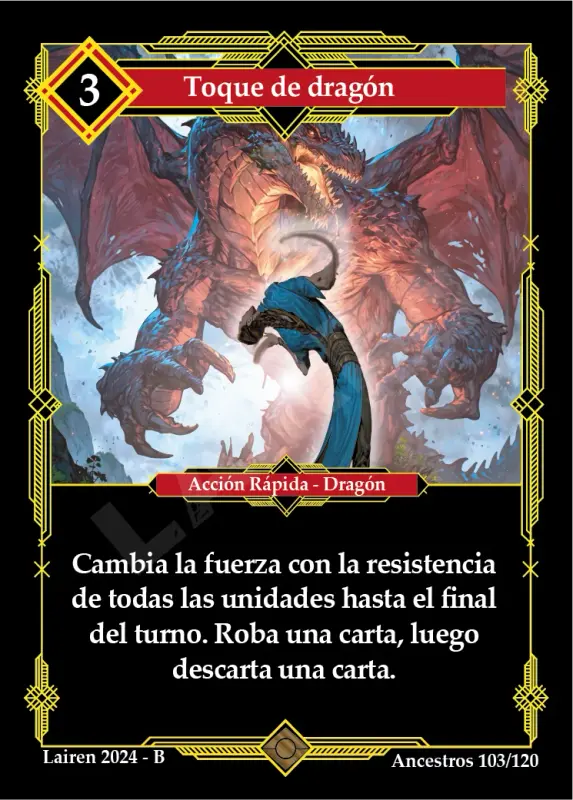 3
Toque de dragón
Acción Rápida - Dragón
Cambia la fuerza con la resistencia
de todas las unidades hasta el final
del turno. Roba una carta, luego
descarta una carta.
Lairen 2024 - B
Ancestros 103/120